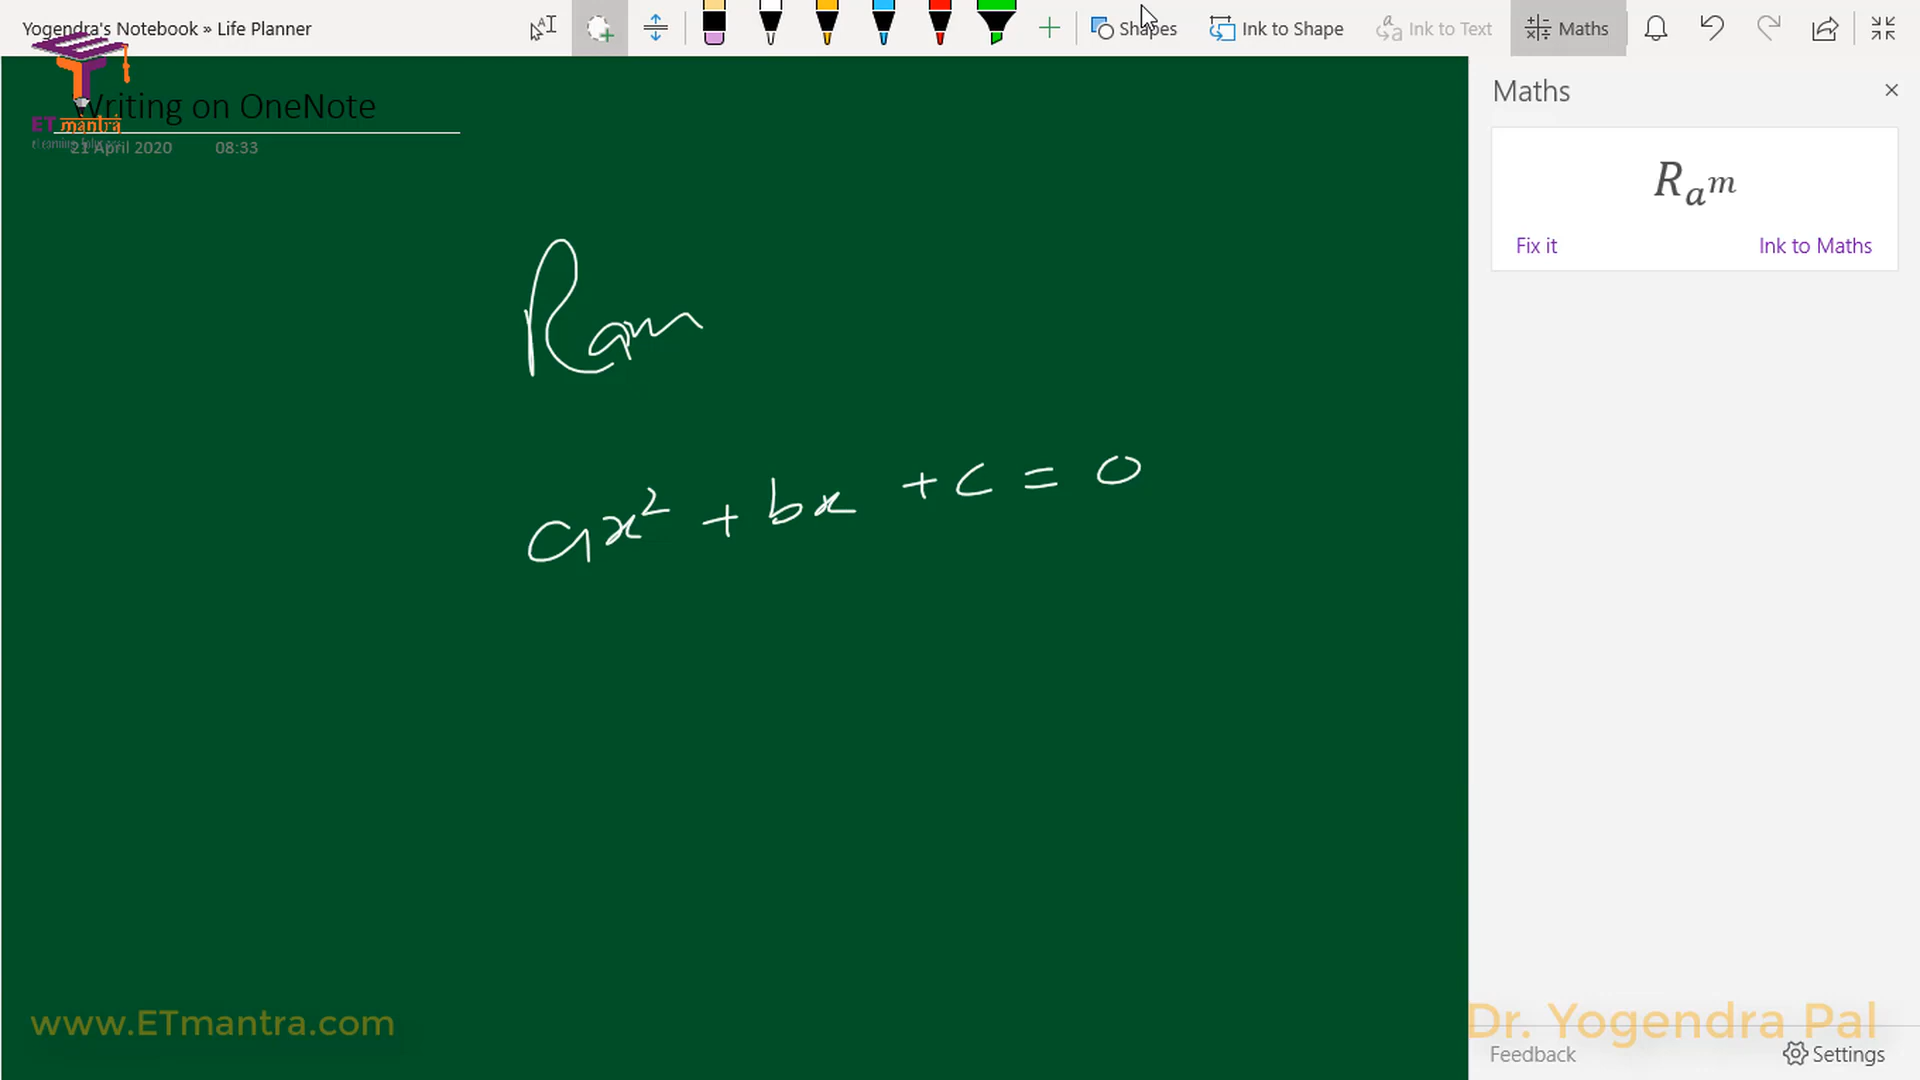 Yogendra's Notebook » Life Planner
Shapes
Ink to Shape
Ink to Text
Maths
Writing on OneNote
ET mantra
21 April 2020 08:33
Maths
R_a^m
Fix it Ink to Maths
Ram
ax² + bx + c = 0
www.ETmantra.com
Dr. Yogendra Pal
Feedback Settings